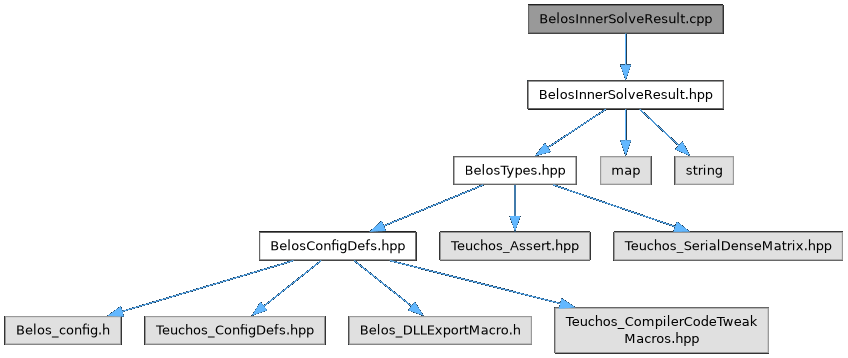 BelosInnerSolveResult.cpp
BelosInnerSolveResult.hpp
BelosTypes.hpp
map
string
BelosConfigDefs.hpp
Teuchos_Assert.hpp
Teuchos_SerialDenseMatrix.hpp
Belos_config.h
Teuchos_ConfigDefs.hpp
Belos_DLLExportMacro.h
Teuchos_CompilerCodeTweak
Macros.hpp